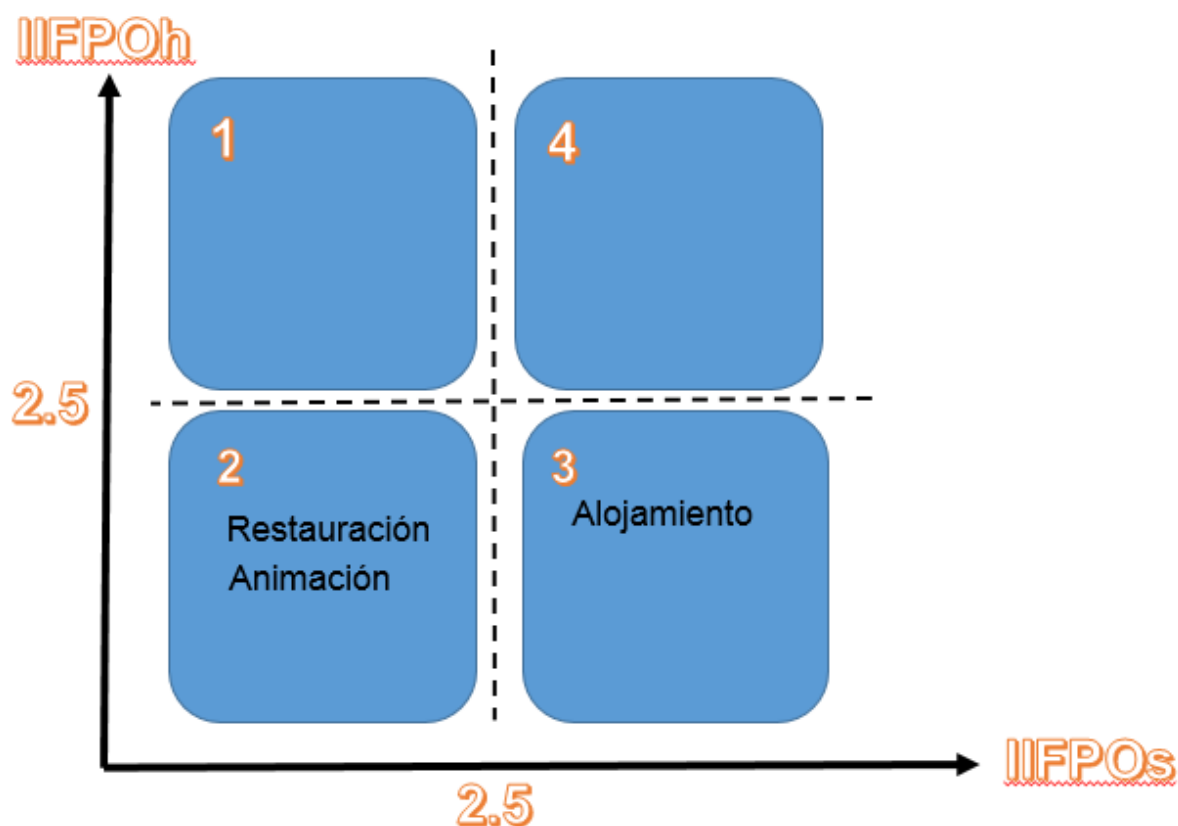 IIFPOh
1
4
2.5
2
3
Restauración
Animación
Alojamiento
IIFPOs
2.5